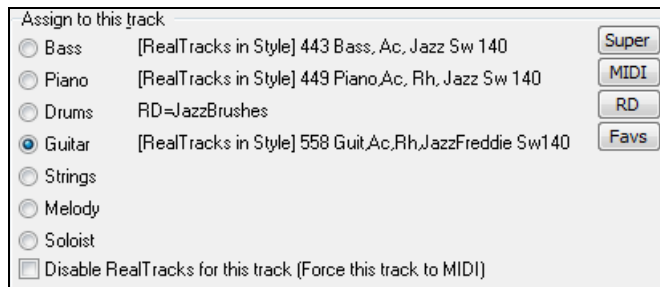 Assign to this track
Bass [RealTracks in Style] 443 Bass, Ac, Jazz Sw 140 Super
Piano [RealTracks in Style] 449 Piano,Ac, Rh, Jazz Sw 140 MIDI
Drums RD=JazzBrushes RD
Guitar [RealTracks in Style] 558 Guit,Ac,Rh,JazzFreddie Sw140 Favs
Strings
Melody
Soloist
Disable RealTracks for this track (Force this track to MIDI)